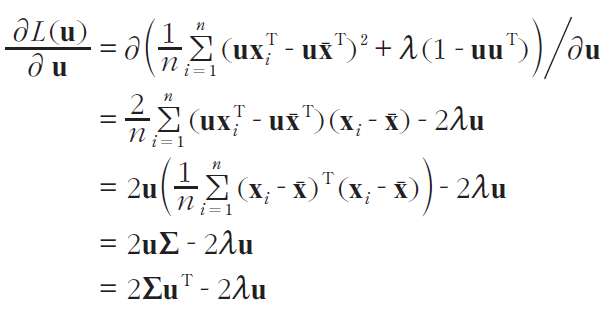 ∂L(u)/∂u = ∂(1/n ∑_{i=1}^{n} (ux_i^T - ux̄^T)² + λ(1 - uu^T))/∂u
= 2/n ∑_{i=1}^{n} (ux_i^T - ux̄^T)(x_i - x̄) - 2λu
= 2u(1/n ∑_{i=1}^{n} (x_i - x̄)^T(x_i - x̄)) - 2λu
= 2uΣ - 2λu
= 2Σu^T - 2λu